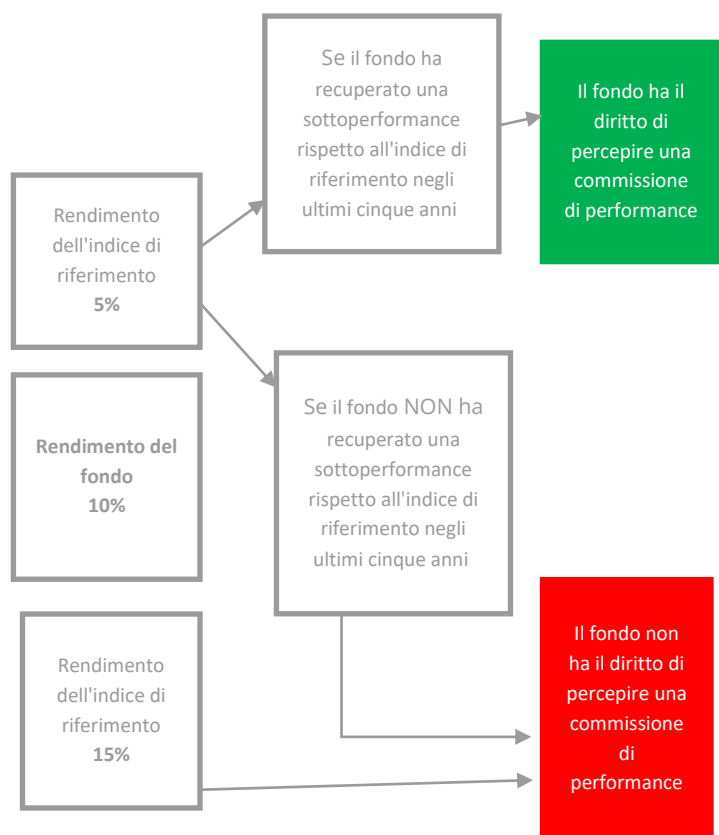 Se il fondo ha
recuperato una
sottoperformance
rispetto all'indice di
riferimento negli
ultimi cinque anni
Il fondo ha il
diritto di
percepire una
commissione
di performance
Rendimento
dell'indice di
riferimento
5%
Rendimento del
fondo
10%
Se il fondo NON ha
recuperato una
sottoperformance
rispetto all'indice di
riferimento negli
ultimi cinque anni
Rendimento
dell'indice di
riferimento
15%
Il fondo non
ha il diritto di
percepire una
commissione
di
performance